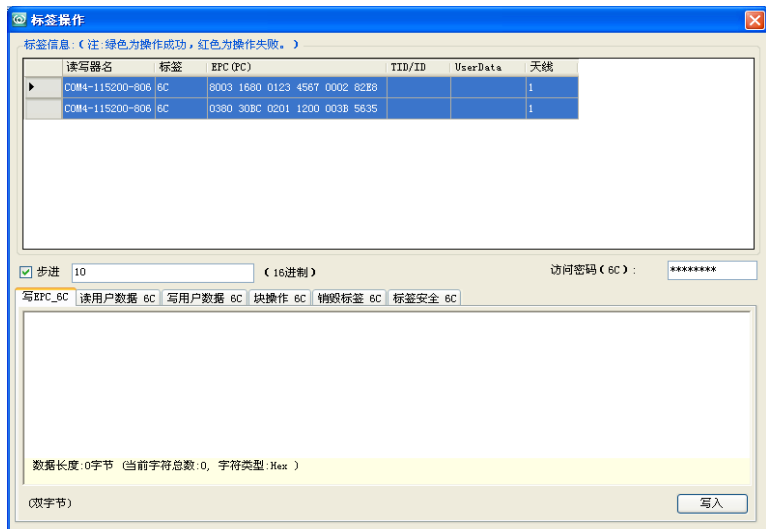 标签操作
标签信息:(注:绿色为操作成功,红色为操作失败。)
读写器名 标签 EPC(PC) TID/ID UserData 天线
COM4-115200-806 6C 8003 1680 0123 4567 0002 82E8 1
COM4-115200-806 6C 0380 30BC 0201 1200 003B 5635 1
步进 10 (16进制) 访问密码(6C): ********
写EPC_6C 读用户数据 6C 写用户数据 6C 块操作 6C 销毁标签 6C 标签安全 6C
数据长度:0字节 (当前字符总数:0, 字符类型:Hex )
(双字节) 写入